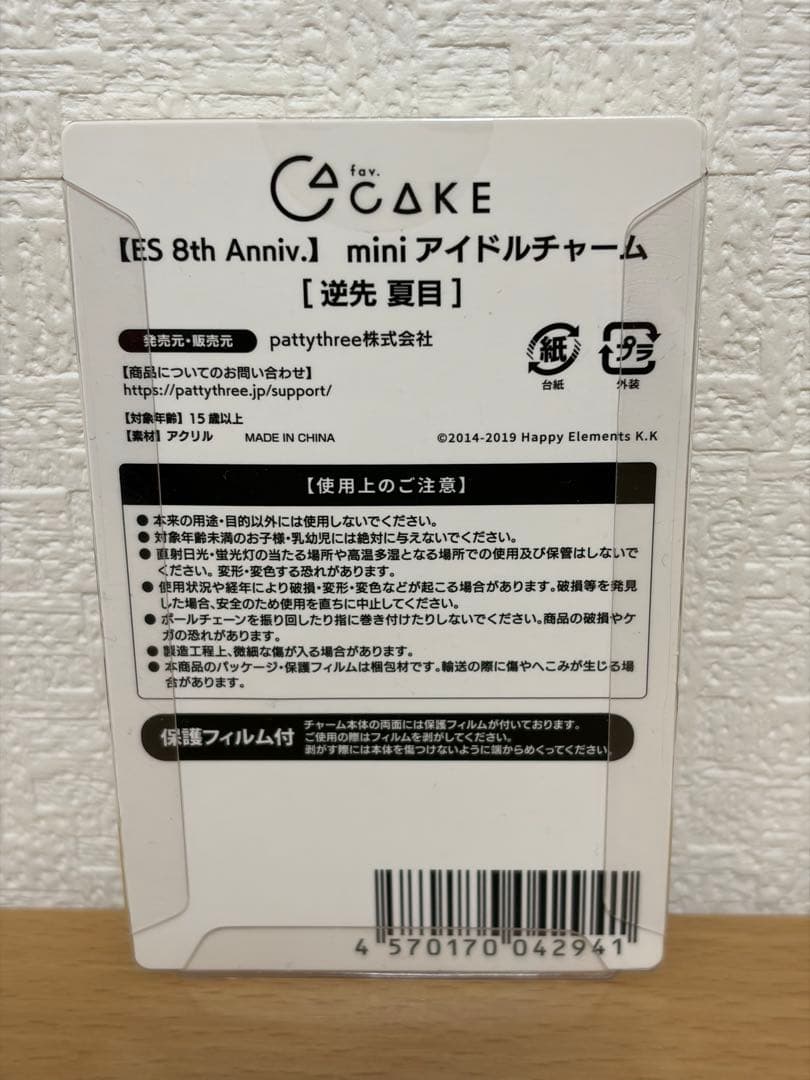 fav.
CAKE
【ES 8th Anniv.】 mini アイドルチャーム
[ 逆先 夏目 ]
発売元・販売元 pattythree株式会社
紙 プラ
台紙 外装
【商品についてのお問い合わせ】
https://pattythree.jp/support/
【対象年齢】15歳以上
【素材】アクリル MADE IN CHINA ©2014-2019 Happy Elements K.K
【使用上のご注意】
● 本来の用途・目的以外には使用しないでください。
● 対象年齢未満のお子様・乳幼児には絶対に与えないでください。
● 直射日光・蛍光灯の当たる場所や高温多湿となる場所での使用及び保管はしないで
ください。変形・変色する恐れがあります。
● 使用状況や経年により破損・変形・変色などが起こる場合があります。破損等を発見
した場合、安全のため使用を直ちに中止してください。
● ボールチェーンを振り回したり指に巻き付けたりしないでください。商品の破損やケ
ガの恐れがあります。
● 製造工程上、微細な傷が入る場合があります。
● 本商品のパッケージ・保護フィルムは梱包材です。輸送の際に傷やへこみが生じる場
合があります。
保護フィルム付
チャーム本体の両面には保護フィルムが付いております。
ご使用の際はフィルムを剥がしてください。
剥がす際には本体を傷つけないように端からめくってください。
4 570170 042941